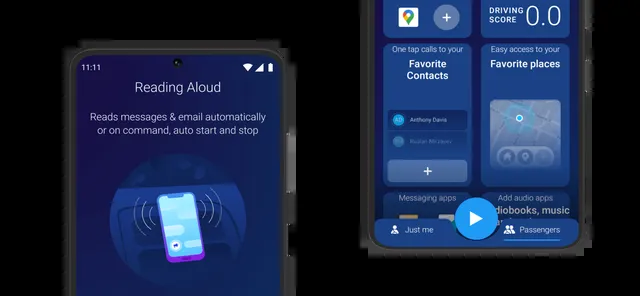 11:11
Reading Aloud
Reads messages & email automatically
or on command, auto start and stop
DRIVING
SCORE 0.0
One tap calls to your
Favorite
Contacts
Anthony Davis
Easy access to your
Favorite places
Messaging apps
Add audio apps
diobooks, music
Just me
Passengers